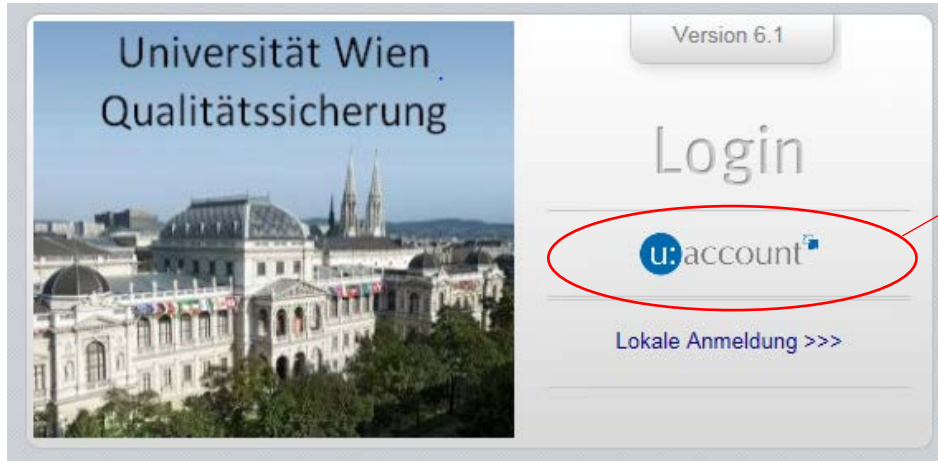 Universität Wien
Qualitätssicherung
Version 6.1
Login
u:account
Lokale Anmeldung >>>